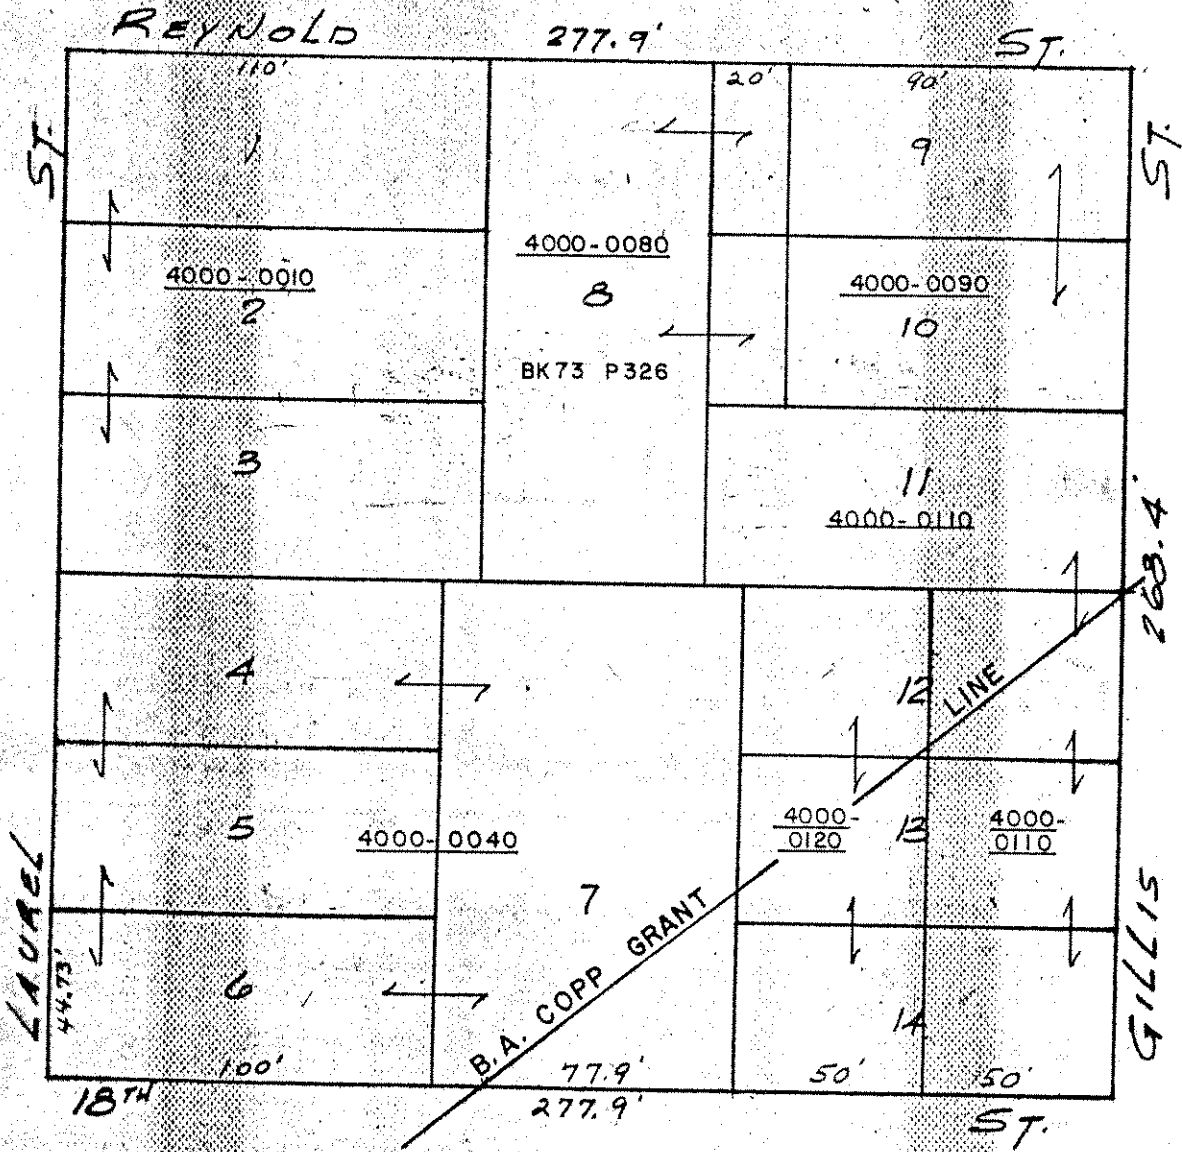 REYNOLD 277.9' ST.
110' 20' 90'
ST. ST.
1 9
4000-0080
4000-0010 4000-0090
2 8 10
BK73 P326
3 11
4000-0110
268.4'
4 12 LINE
4000-0120 4000-0110
5 4000-0040 13
7
B.A. COPP GRANT
LAUREL GILLIS
44.73'
6 14
100' 77.9' 50' 50'
18TH 277.9' ST.